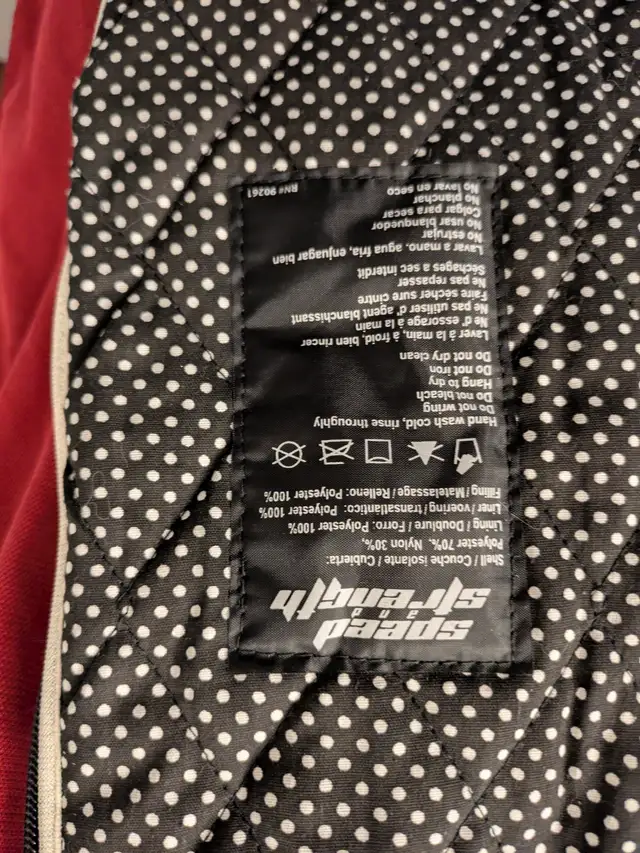 speed
and
strength
Shell / Couche isolante / Cubierta:
Polyester 70%, Nylon 30%,
Lining / Doublure / Forro: Polyester 100%
Liner / voering / transatlantico: Polyester 100%
Filling / Matelassage / Relleno: Polyester 100%
Hand wash cold, rinse throughly
Do not wring
Do not bleach
Hang to dry
Do not iron
Do not dry clean
Laver à la main, a froid, bien rincer
Ne d' essorage à la main
Ne pas utiliser d' agent blanchissant
Faire sécher sure cintre
Ne pas repasser
Séchages a sec interdit
Lavar a mano, agua fria, enjuagar bien
No estrujar
No usar blanquedor
Colgar para secar
No planchar
No lavar en seco
RN# 90261